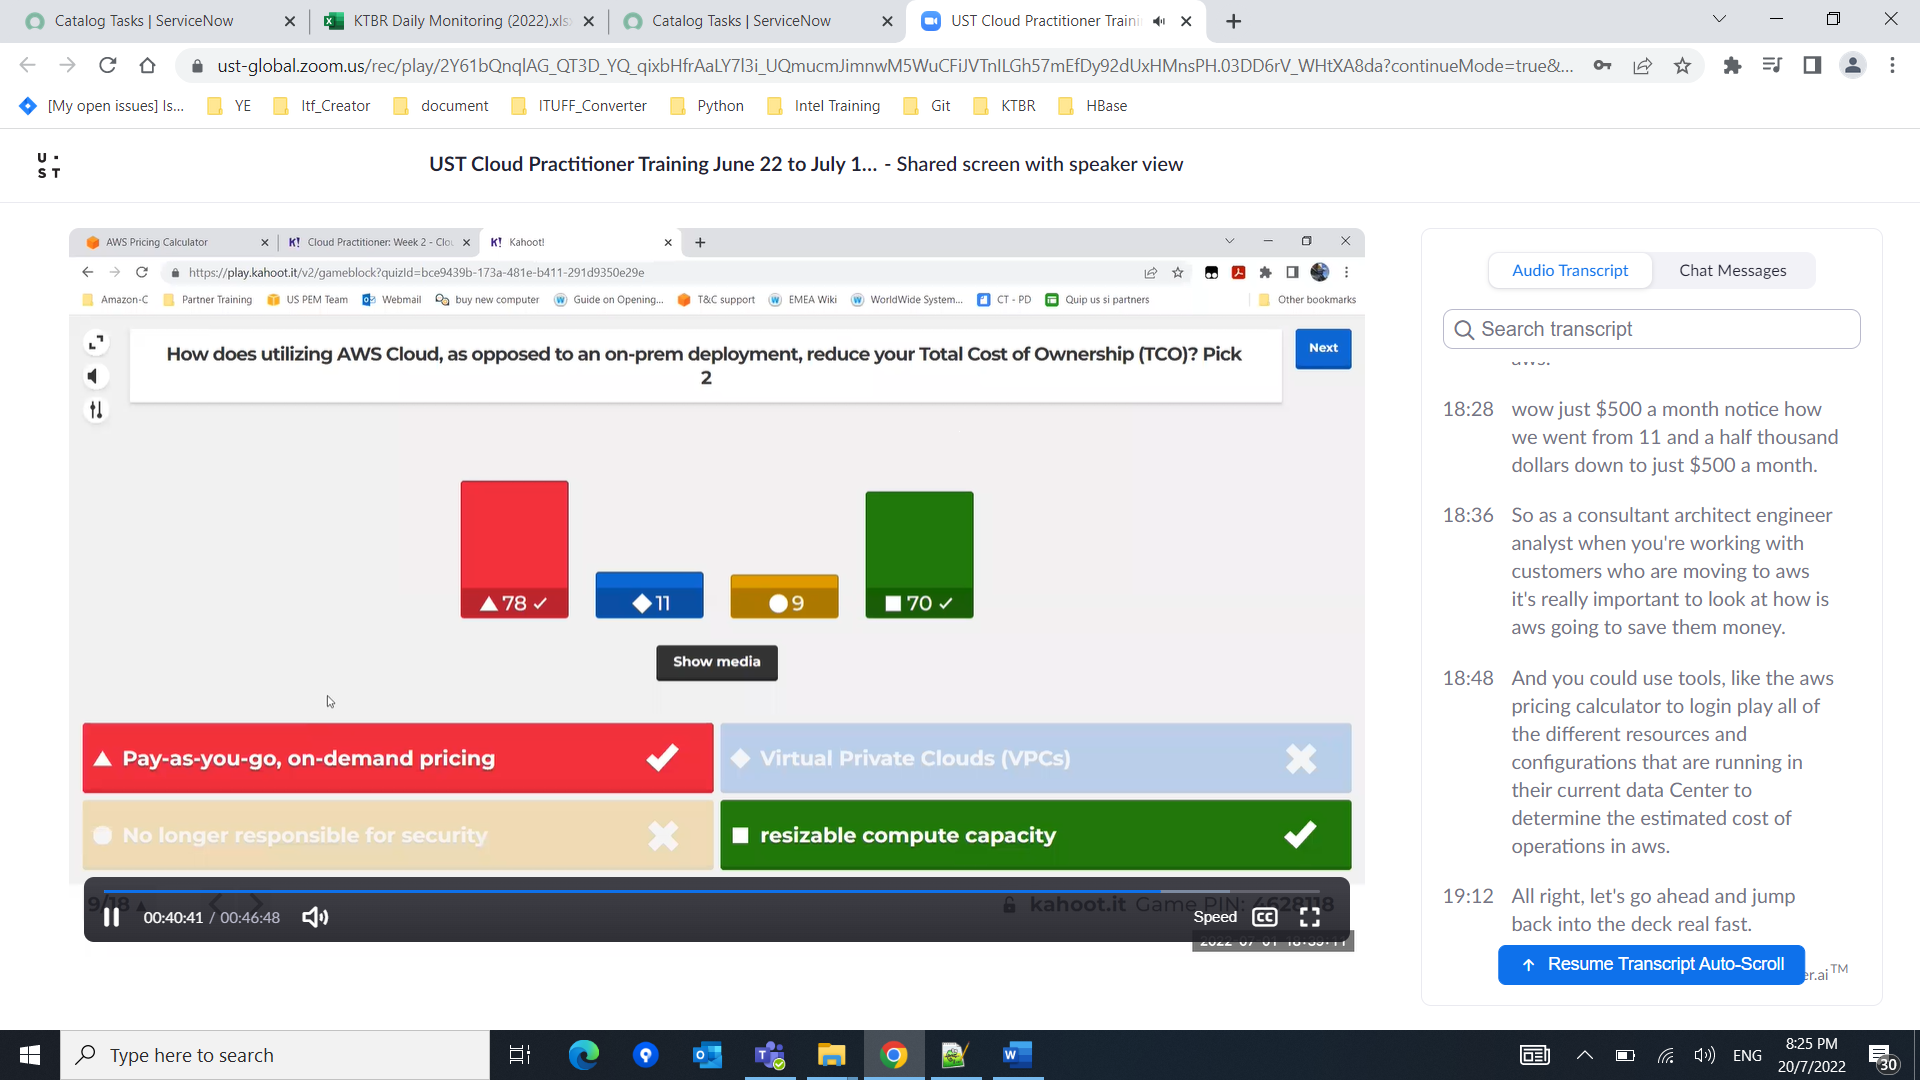 Catalog Tasks | ServiceNow
KTBR Daily Monitoring (2022).xls
Catalog Tasks | ServiceNow
UST Cloud Practitioner Traini
ust-global.zoom.us/rec/play/2Y61bQnqlAG_QT3D_YQ_qixbHfrAaLY7l3i_UQmucmJimnwM5WuCFiJVTnILGh57mEfDy92dUxHMnsPH.03DD6rV_WHtXA8da?continueMode=true&...
[My open issues] Is...
YE
Itf_Creator
document
ITUFF_Converter
Python
Intel Training
Git
KTBR
HBase
U ·
S T
UST Cloud Practitioner Training June 22 to July 1... - Shared screen with speaker view
AWS Pricing Calculator
K! Cloud Practitioner: Week 2 - Clou
K! Kahoot!
https://play.kahoot.it/v2/gameblock?quizId=bce9439b-173a-481e-b411-291d9350e29e
Amazon-C
Partner Training
US PEM Team
Webmail
buy new computer
Guide on Opening...
T&C support
EMEA Wiki
WorldWide System...
CT - PD
Quip us si partners
Other bookmarks
How does utilizing AWS Cloud, as opposed to an on-prem deployment, reduce your Total Cost of Ownership (TCO)? Pick
2
Next
78
11
9
70
Show media
Pay-as-you-go, on-demand pricing
Virtual Private Clouds (VPCs)
No longer responsible for security
resizable compute capacity
9/18
kahoot.it Game PIN: 4628118
00:40:41 / 00:46:48
Speed
CC
Audio Transcript
Chat Messages
Search transcript
aws.
18:28 wow just $500 a month notice how
we went from 11 and a half thousand
dollars down to just $500 a month.
18:36 So as a consultant architect engineer
analyst when you're working with
customers who are moving to aws
it's really important to look at how is
aws going to save them money.
18:48 And you could use tools, like the aws
pricing calculator to login play all of
the different resources and
configurations that are running in
their current data Center to
determine the estimated cost of
operations in aws.
19:12 All right, let's go ahead and jump
back into the deck real fast.
Resume Transcript Auto-Scroll
er.ai™
Type here to search
ENG
8:25 PM
20/7/2022
30